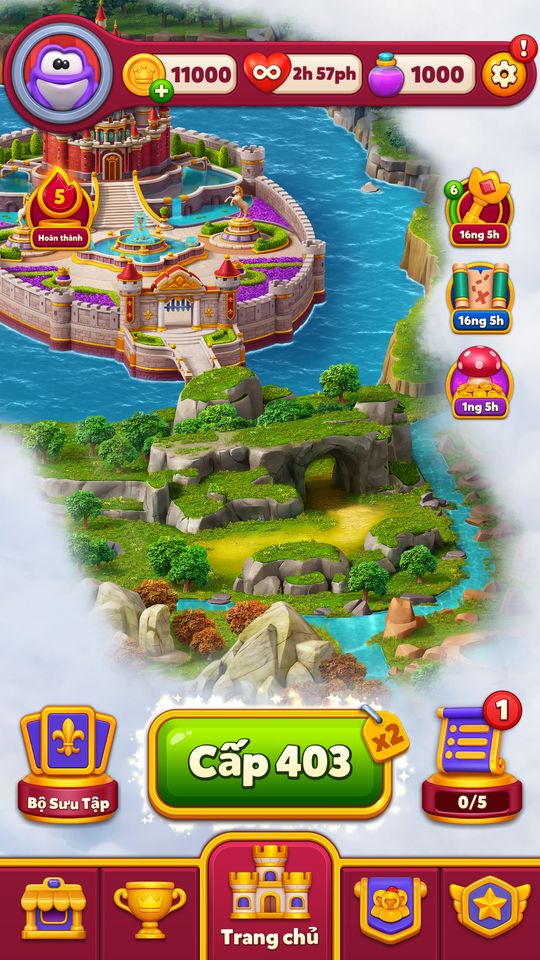 11000
2h 57ph
1000
!
5
Hoàn thành
6
16ng 5h
16ng 5h
1ng 5h
Bộ Sưu Tập
Cấp 403
x2
1
0/5
Trang chủ